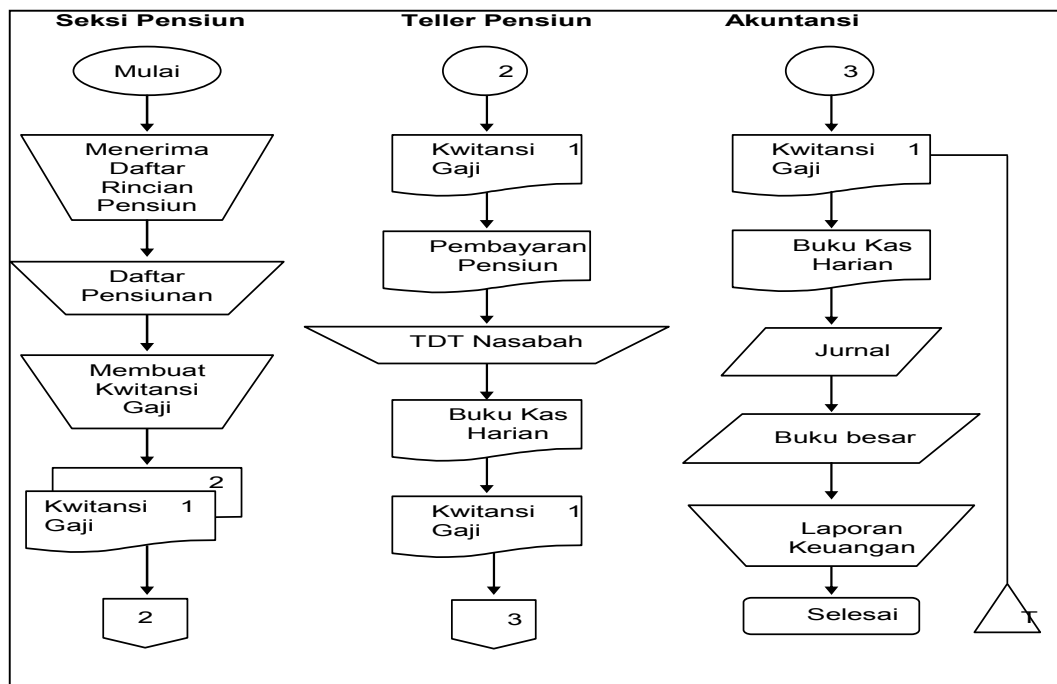 Seksi Pensiun
Mulai
Menerima
Daftar
Rincian
Pensiun
Daftar
Pensiunan
Membuat
Kwitansi
Gaji
2
Kwitansi 1
Gaji
2
Teller Pensiun
2
Kwitansi 1
Gaji
Pembayaran
Pensiun
TDT Nasabah
Buku Kas
Harian
Kwitansi 1
Gaji
3
Akuntansi
3
Kwitansi 1
Gaji
Buku Kas
Harian
Jurnal
Buku besar
Laporan
Keuangan
Selesai
T